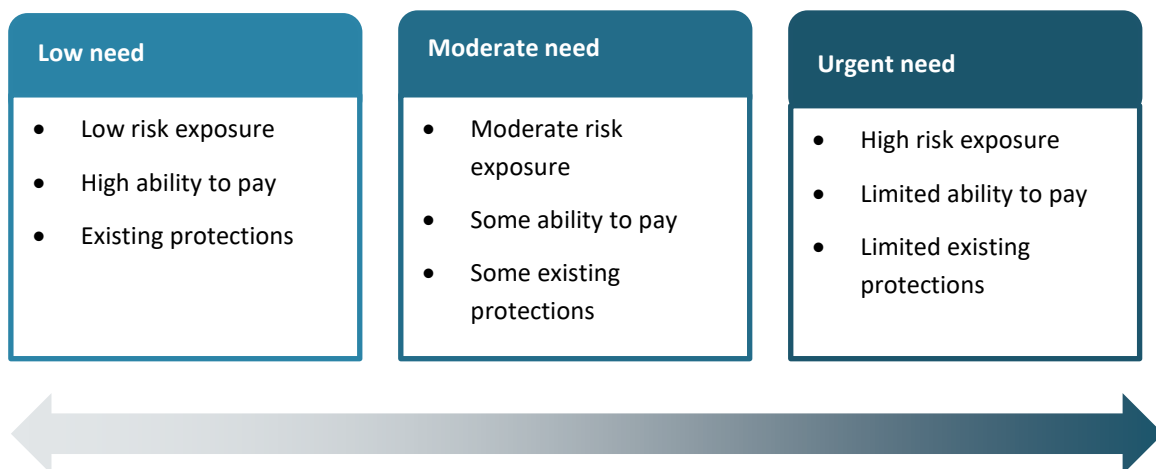 Low need
• Low risk exposure
• High ability to pay
• Existing protections
Moderate need
• Moderate risk
exposure
• Some ability to pay
• Some existing
protections
Urgent need
• High risk exposure
• Limited ability to pay
• Limited existing
protections